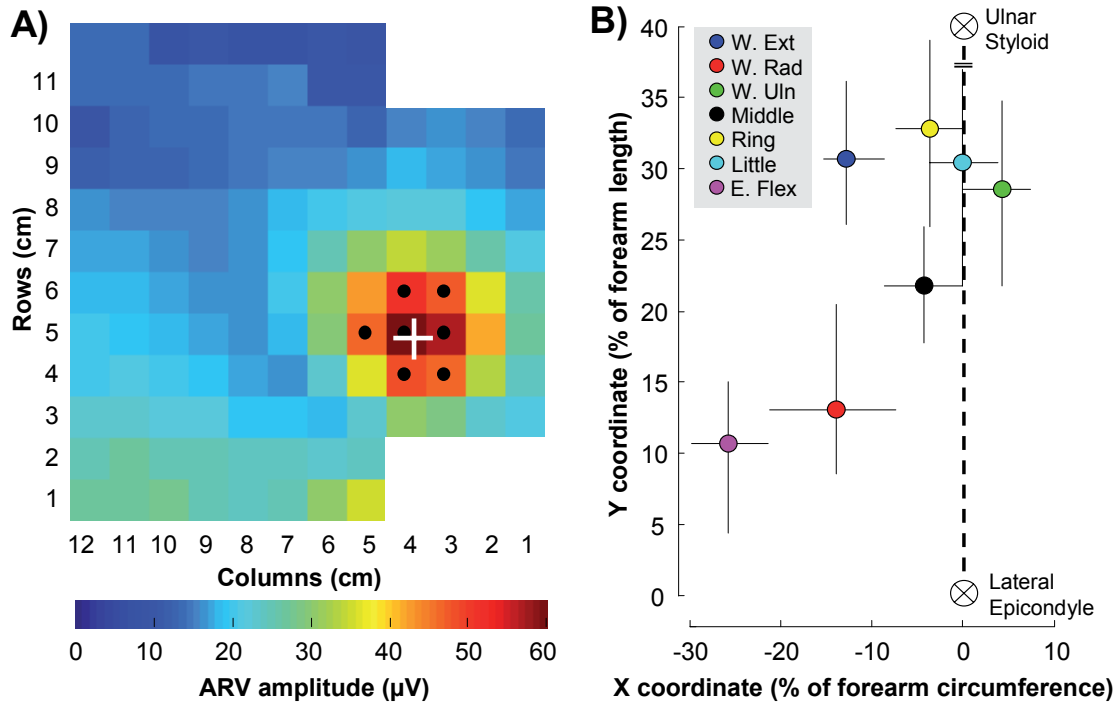 A)
Rows (cm)
11
10
9
8
7
6
5
4
3
2
1
12 11 10 9 8 7 6 5 4 3 2 1
Columns (cm)
0 10 20 30 40 50 60
ARV amplitude (µV)
B)
Y coordinate (% of forearm length)
40
35
30
25
20
15
10
5
0
W. Ext
W. Rad
W. Uln
Middle
Ring
Little
E. Flex
Ulnar
Styloid
Lateral
Epicondyle
-30 -20 -10 0 10
X coordinate (% of forearm circumference)